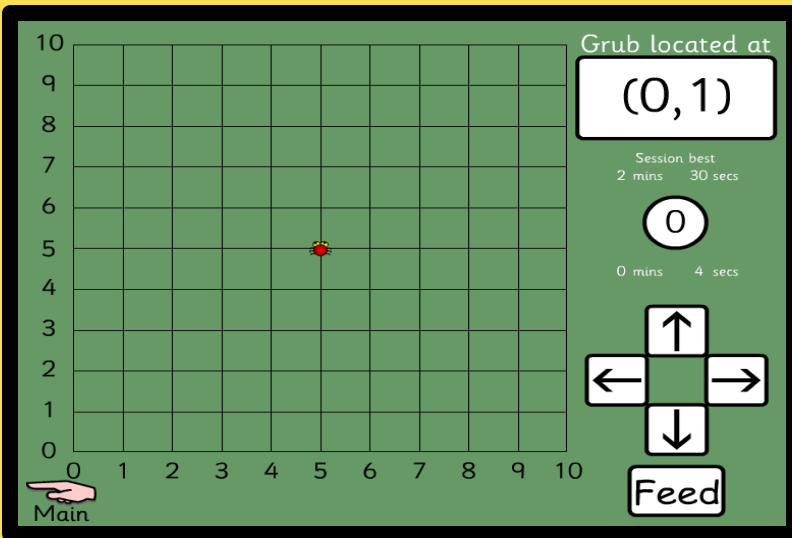 Grub located at
(0,1)
Session best
2 mins 30 secs
0
0 mins 4 secs
↑
← →
↓
Feed
10
9
8
7
6
5
4
3
2
1
0
0 1 2 3 4 5 6 7 8 9 10
Main